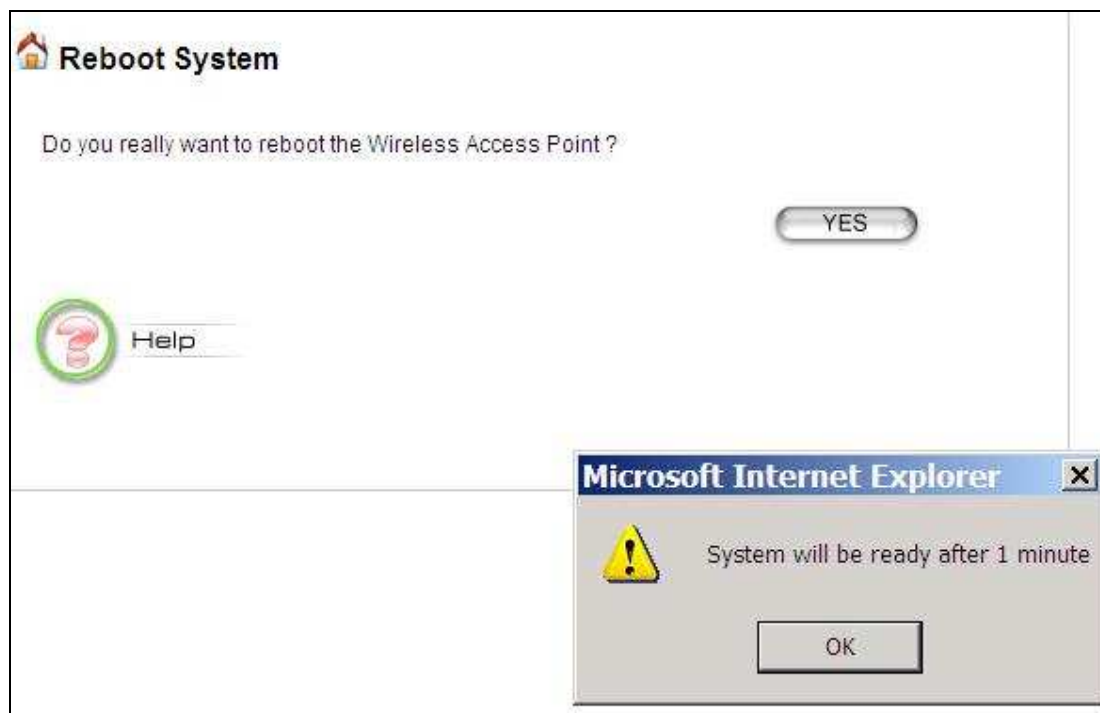 Reboot System
Do you really want to reboot the Wireless Access Point ?
YES
Help
Microsoft Internet Explorer
System will be ready after 1 minute
OK